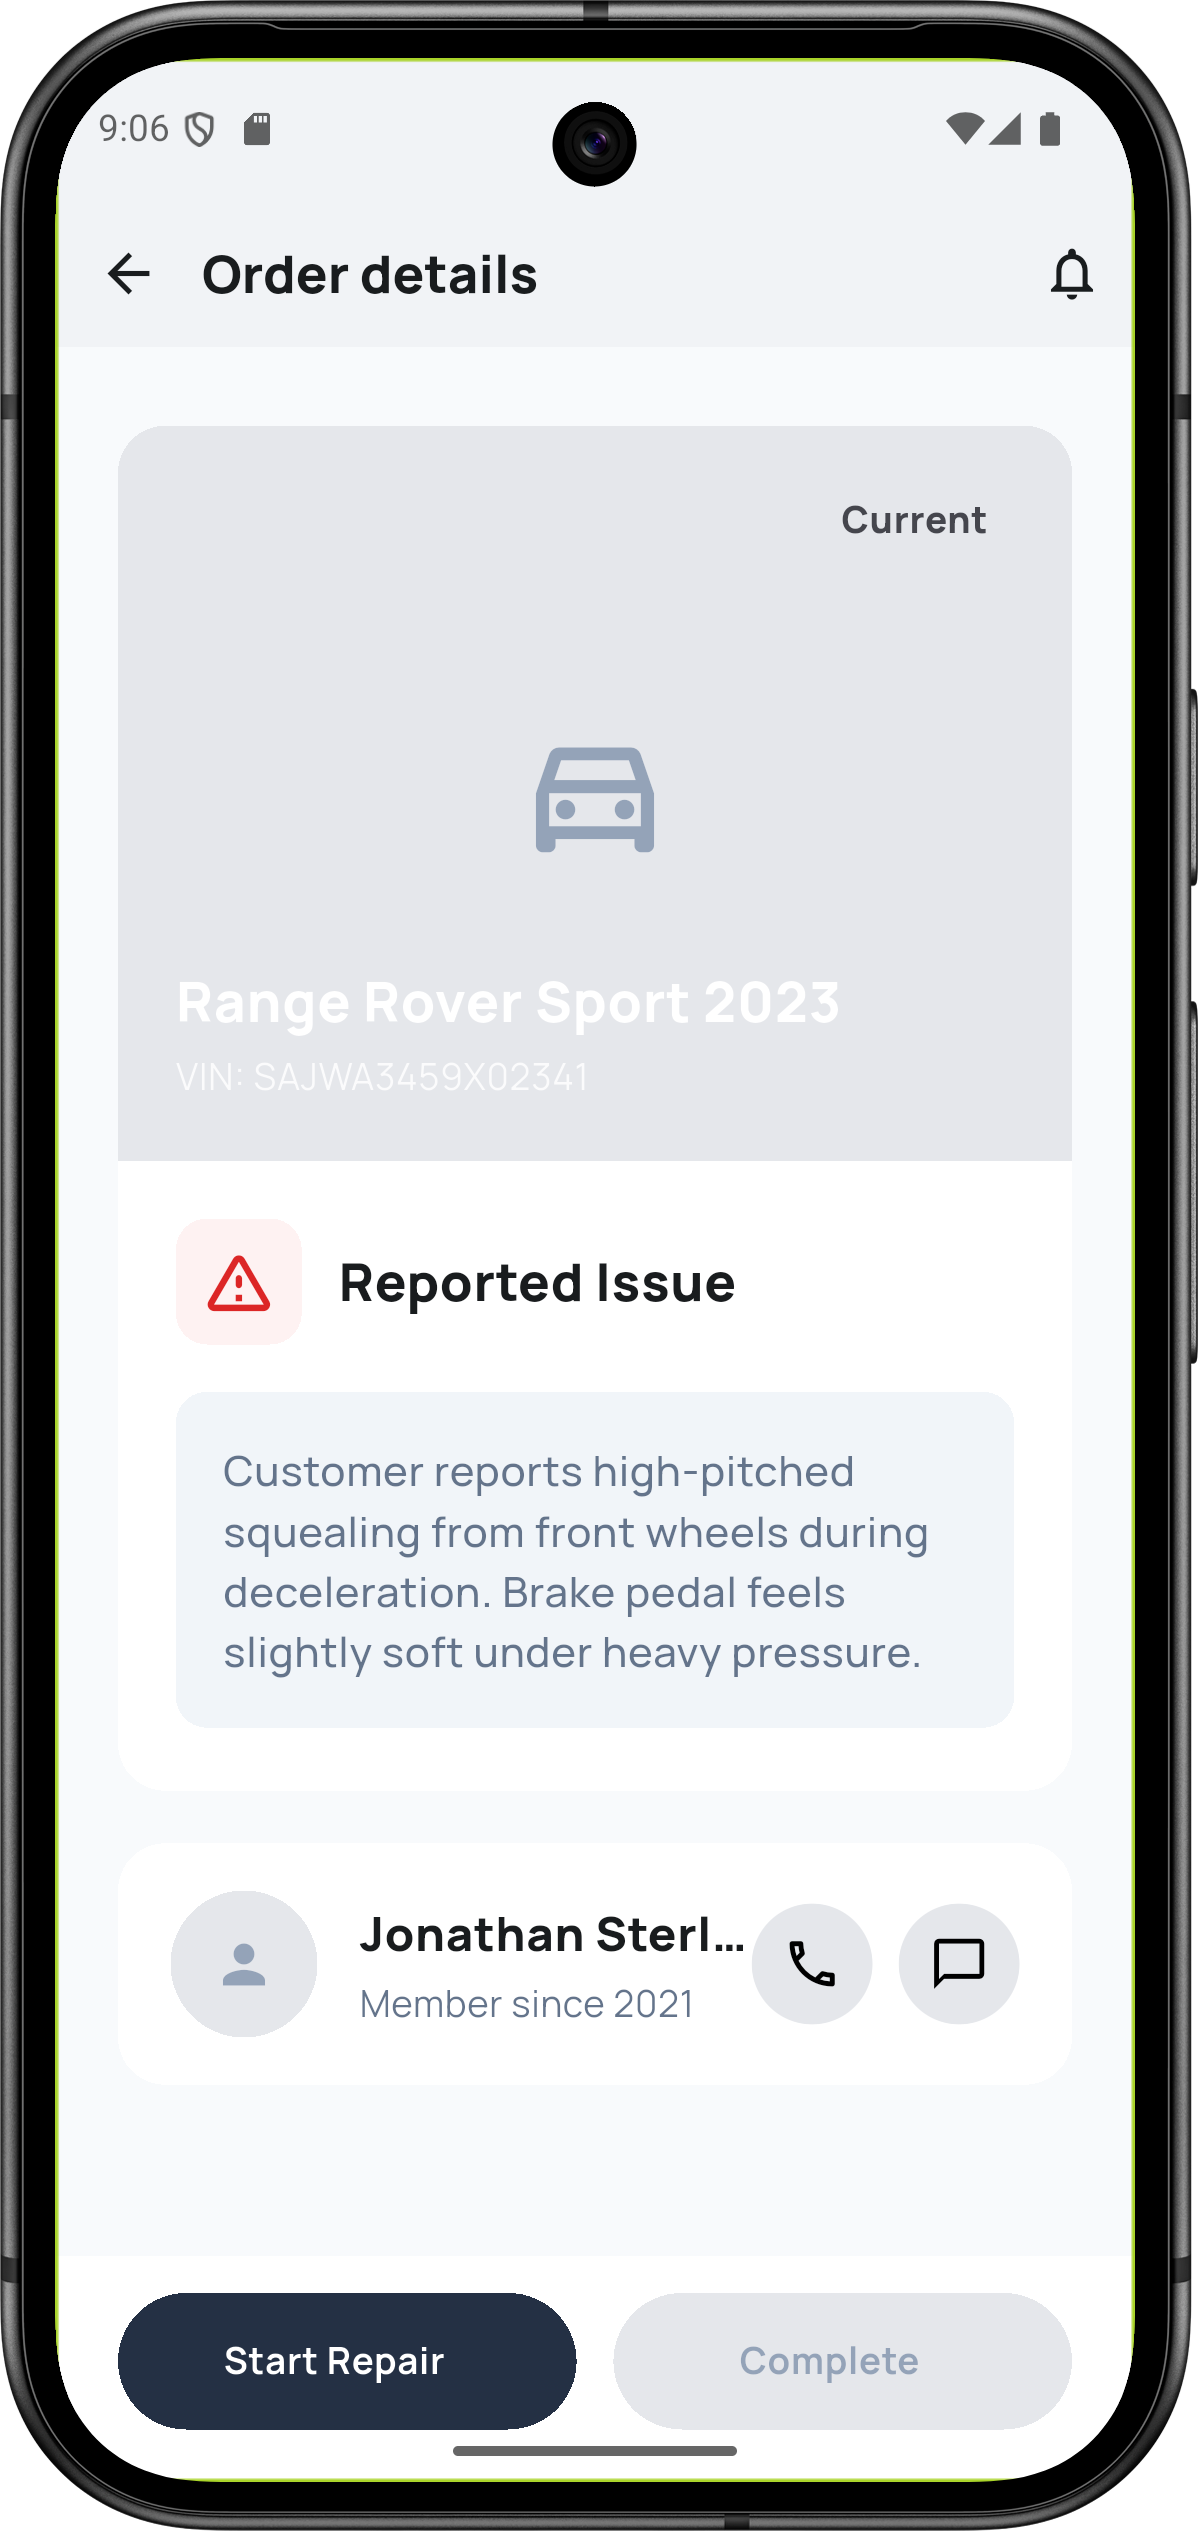 9:06
Order details
Current
Range Rover Sport 2023
VIN: SAJWA3459X02341
Reported Issue
Customer reports high-pitched
squealing from front wheels during
deceleration. Brake pedal feels
slightly soft under heavy pressure.
Jonathan Sterl...
Member since 2021
Start Repair
Complete